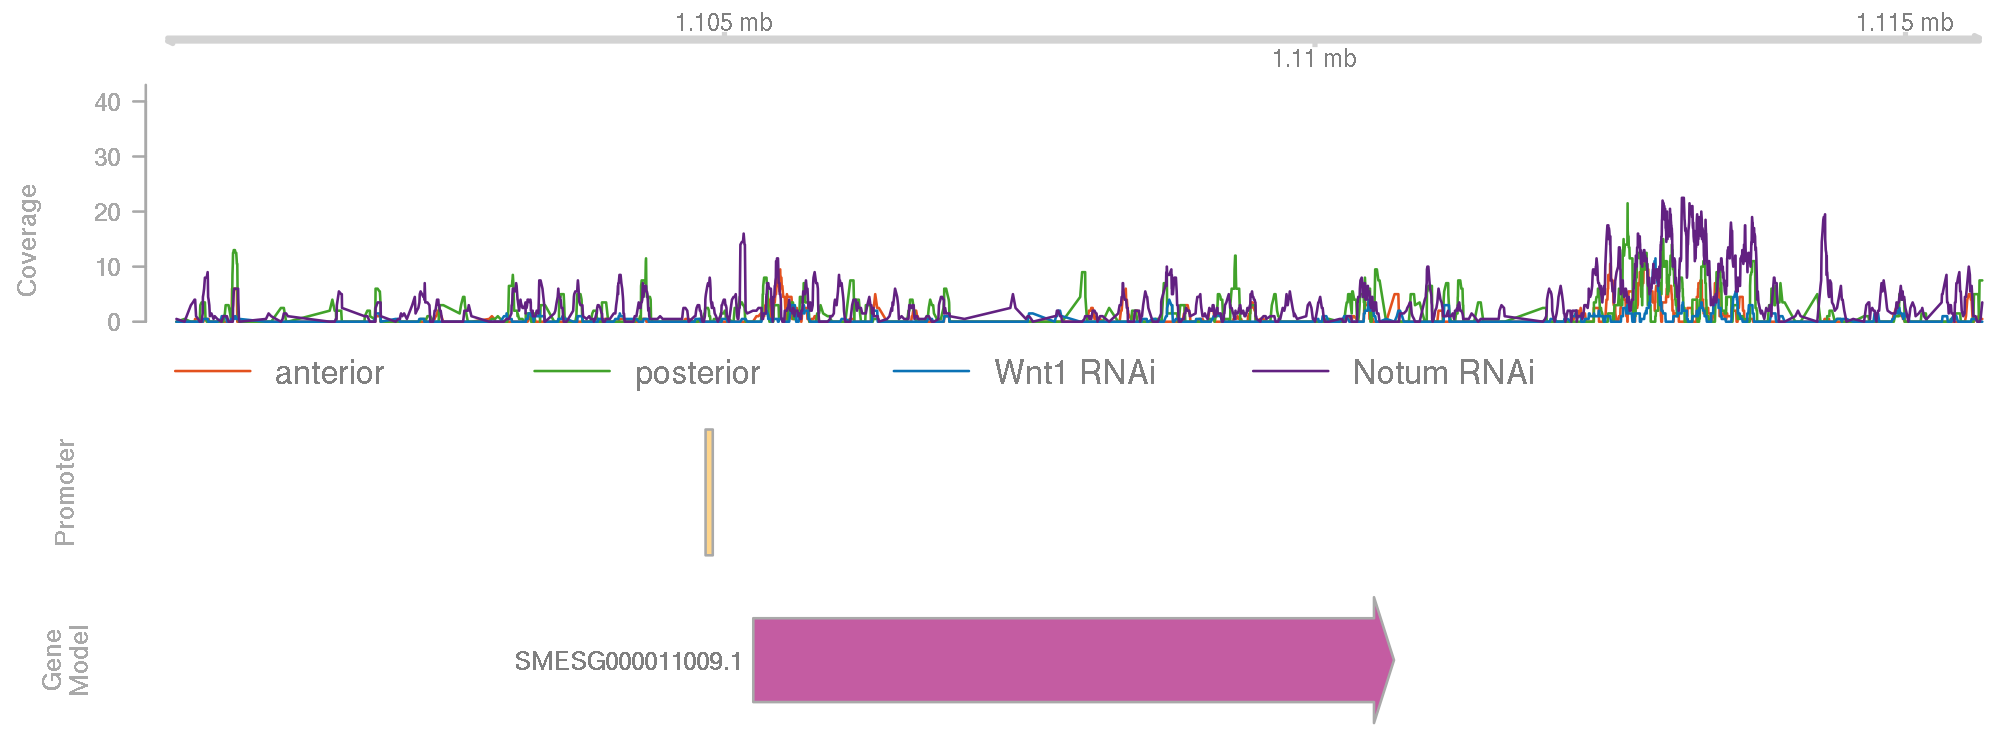 1.105 mb
1.115 mb
1.11 mb
40
30
20
10
0
Coverage
anterior posterior Wnt1 RNAi Notum RNAi
Promoter
Gene
Model
SMESG000011009.1